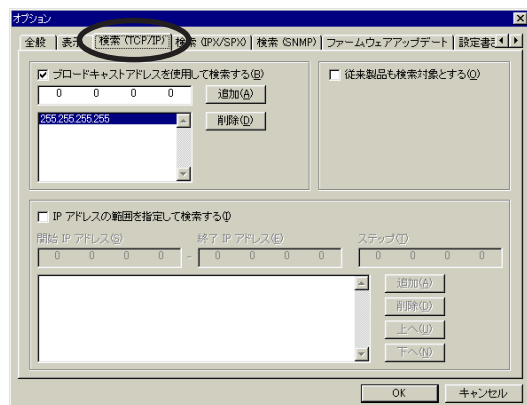 オプション
全般 表示 検索 (TCP/IP) 検索 (IPX/SPX) 検索 (SNMP) ファームウェアアップデート 設定書き
ブロードキャストアドレスを使用して検索する(B)
0 0 0 0 追加(A)
255.255.255.255 削除(D)
従来製品も検索対象とする(O)
IP アドレスの範囲を指定して検索する(I)
開始 IP アドレス(S) 終了 IP アドレス(E) ステップ(T)
0 0 0 0 - 0 0 0 0 0 0 0 0
追加(A)
削除(D)
上へ(U)
下へ(N)
OK キャンセル